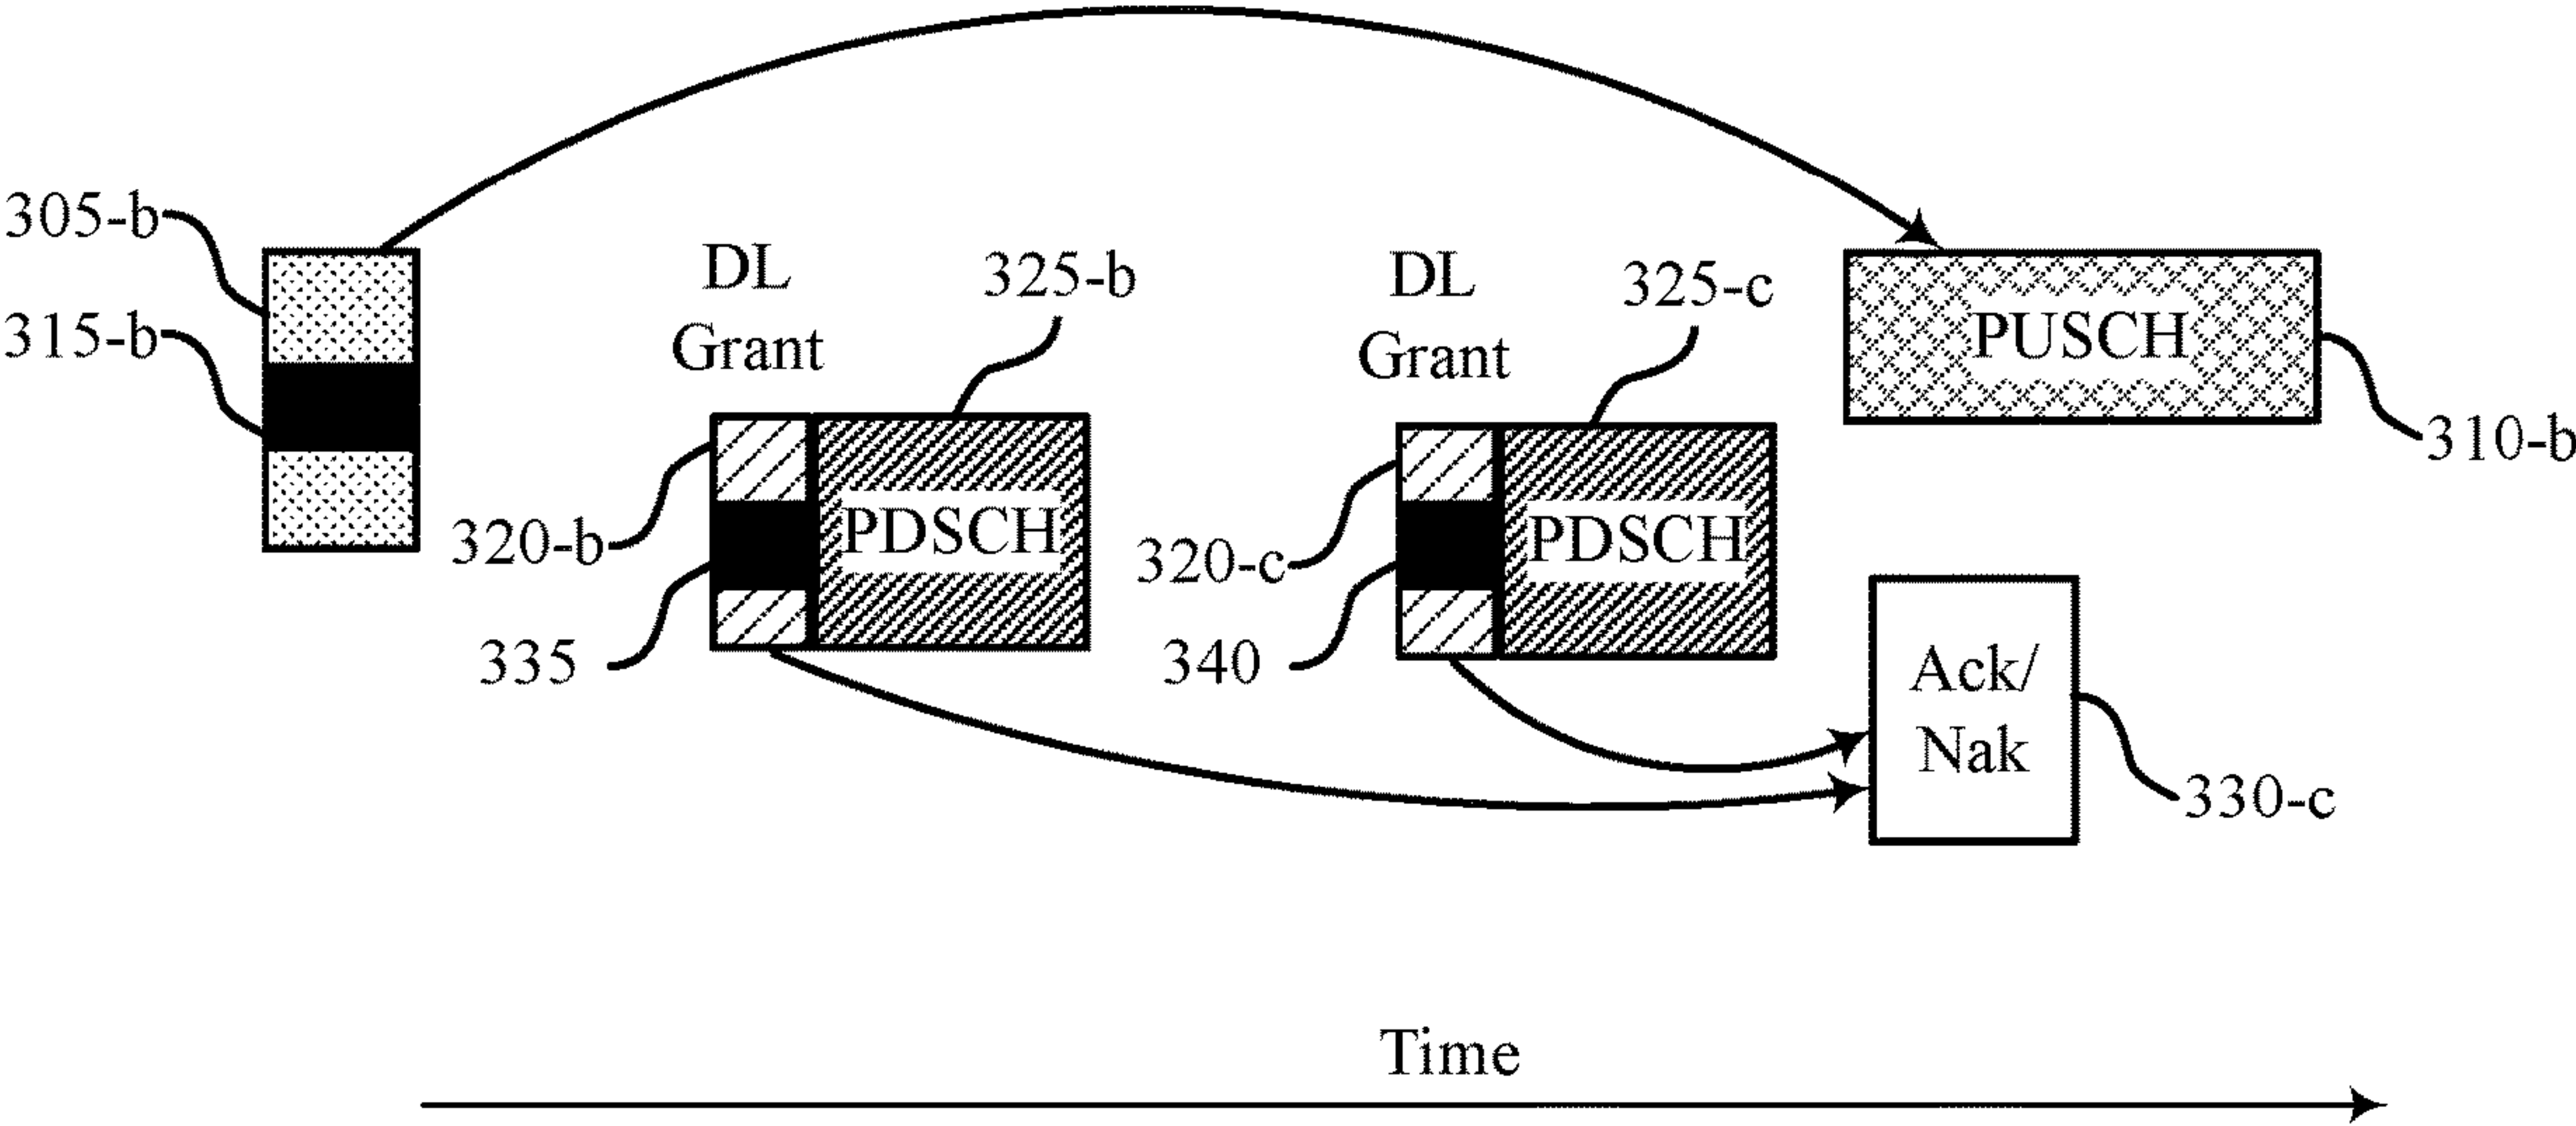 305-b
315-b
DL
Grant
325-b
320-b
335
PDSCH
DL
Grant
325-c
320-c
340
PDSCH
PUSCH
310-b
Ack/
Nak
330-c
Time